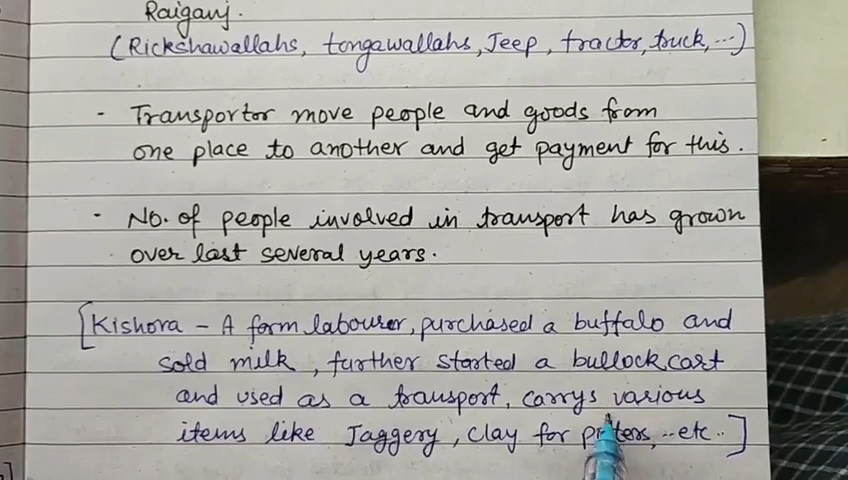 Raiganj.
(Rickshawallahs, tongawallahs, Jeep, tractor, truck, ...)
- Transportor move people and goods from
one place to another and get payment for this.
- No. of people involved in transport has grown
over last several years.
[Kishora - A farm labourer, purchased a buffalo and
sold milk, further started a bullock cart
and used as a transport, carrys various
items like Jaggery, clay for ...etc..]